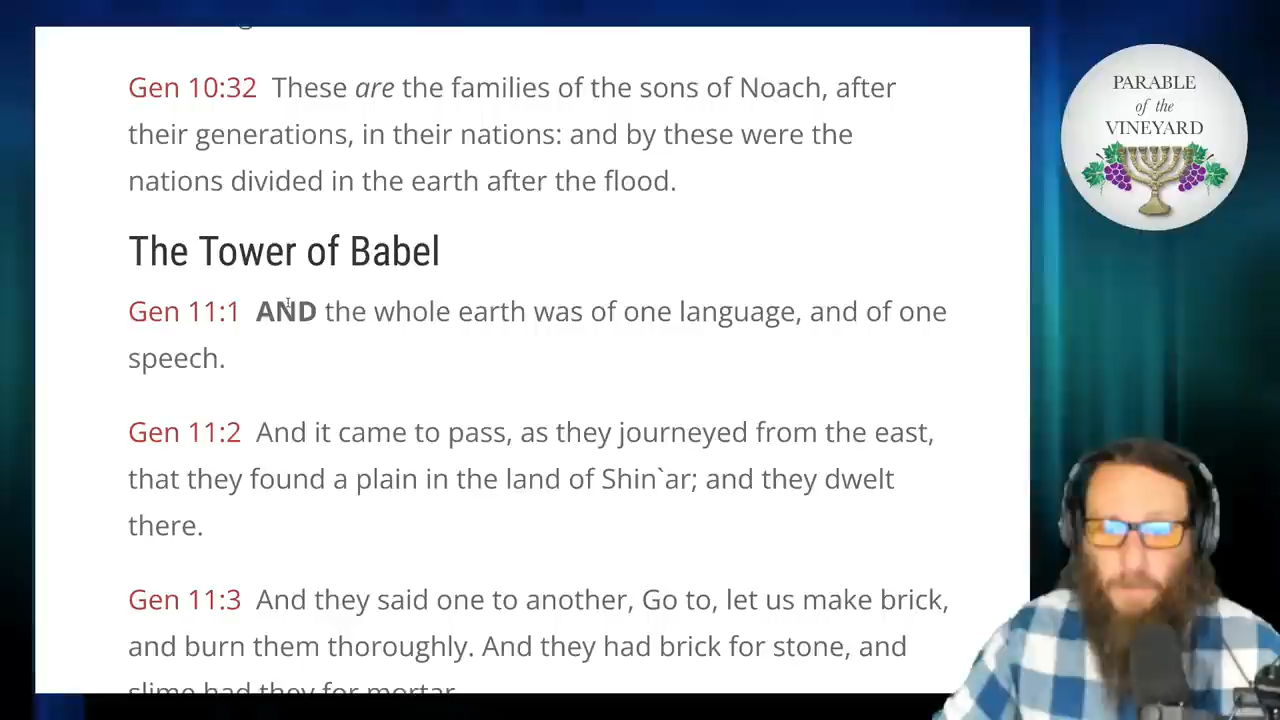 Gen 10:32 These are the families of the sons of Noach, after
their generations, in their nations: and by these were the
nations divided in the earth after the flood.
The Tower of Babel
Gen 11:1 AND the whole earth was of one language, and of one
speech.
Gen 11:2 And it came to pass, as they journeyed from the east,
that they found a plain in the land of Shin`ar; and they dwelt
there.
Gen 11:3 And they said one to another, Go to, let us make brick,
and burn them thoroughly. And they had brick for stone, and
slime had they for mortar.
PARABLE
of the
VINEYARD